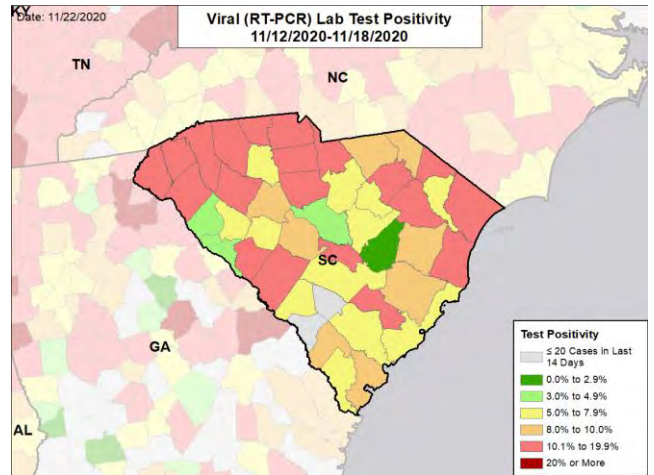 KY
Date: 11/22/2020
Viral (RT-PCR) Lab Test Positivity
11/12/2020-11/18/2020
TN
NC
SC
GA
AL
Test Positivity
≤ 20 Cases in Last
14 Days
0.0% to 2.9%
3.0% to 4.9%
5.0% to 7.9%
8.0% to 10.0%
10.1% to 19.9%
20% or More